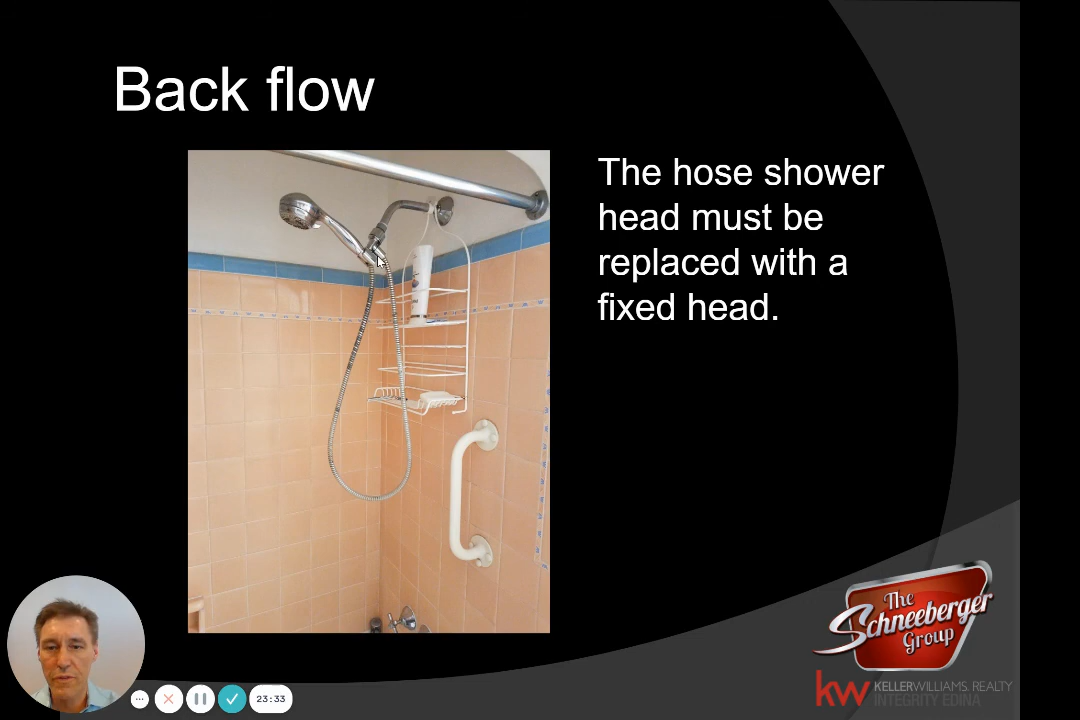 Back flow
The hose shower
head must be
replaced with a
fixed head.
The
Schneeberger
Group
kw KELLERWILLIAMS. REALTY
INTEGRITY EDINA
23:33